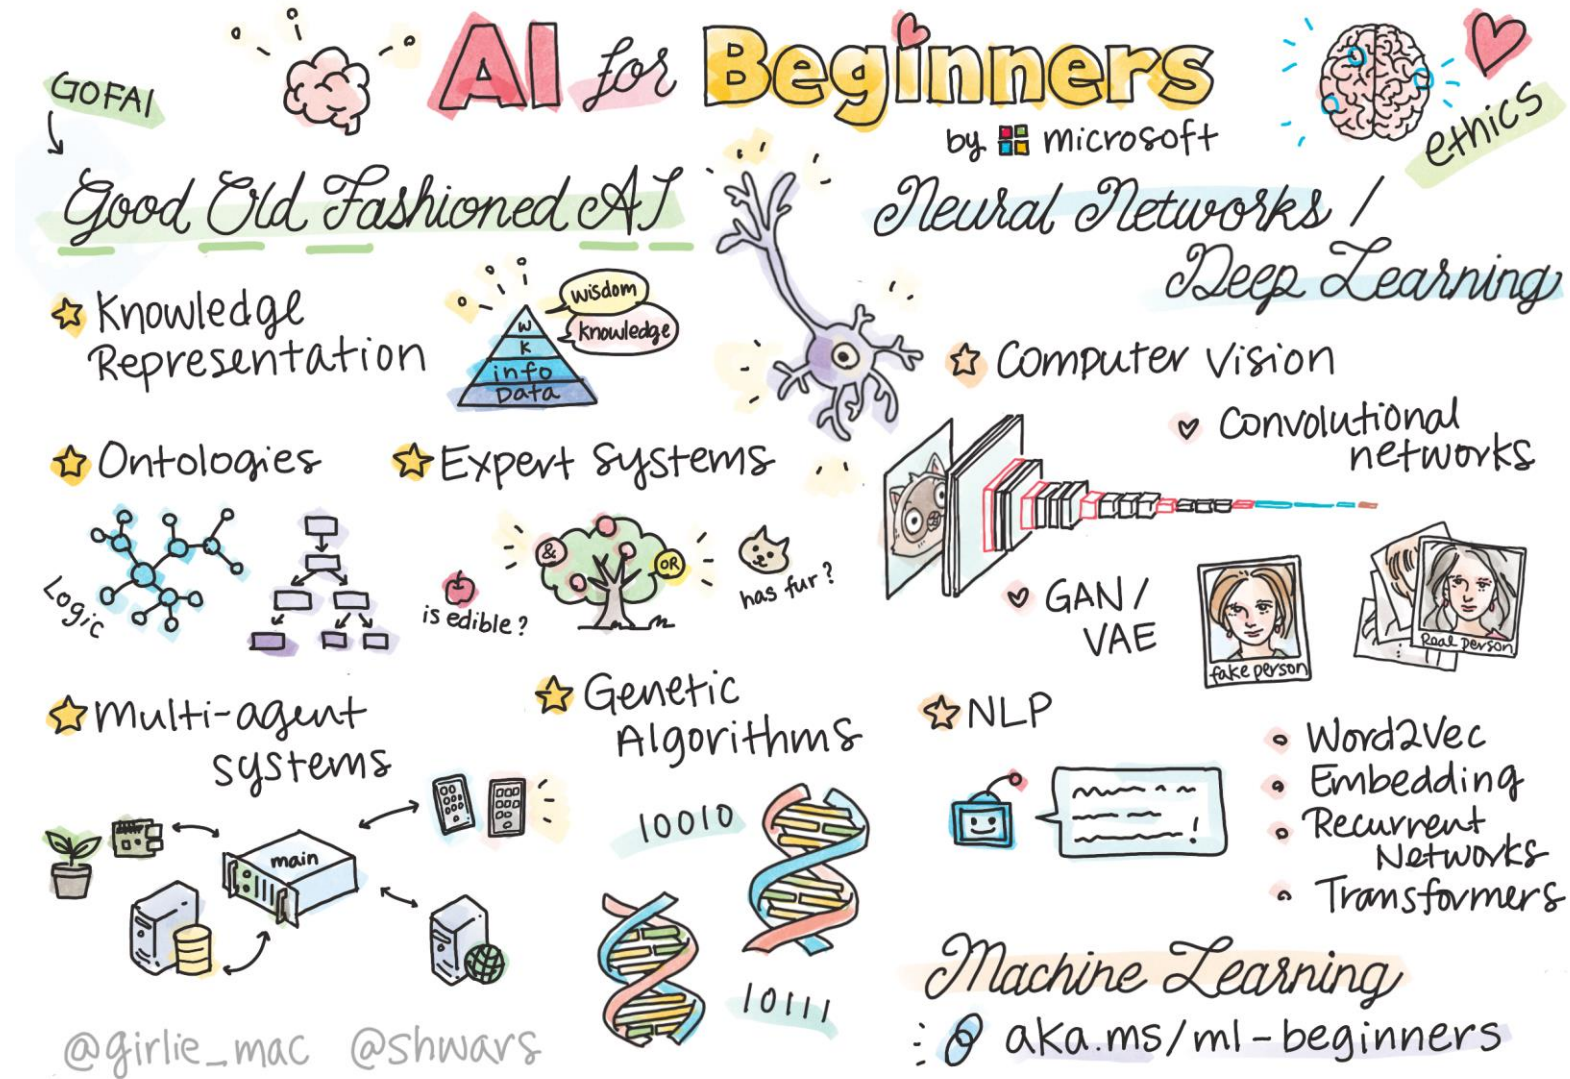 AI for Beginners
by microsoft
GOFAI
Good Old Fashioned AI
Knowledge
Representation
wisdom
knowledge
W
K
info
Data
Ontologies
Logic
Expert Systems
&
OR
is edible?
has fur?
Multi-agent
systems
main
Genetic
Algorithms
10010
10111
@girlie_mac @shwars
ethics
Neural Networks /
Deep Learning
Computer Vision
Convolutional
networks
GAN /
VAE
fake person
Real person
NLP
!
Word2Vec
Embedding
Recurrent
Networks
Transformers
Machine Learning
aka.ms/ml-beginners